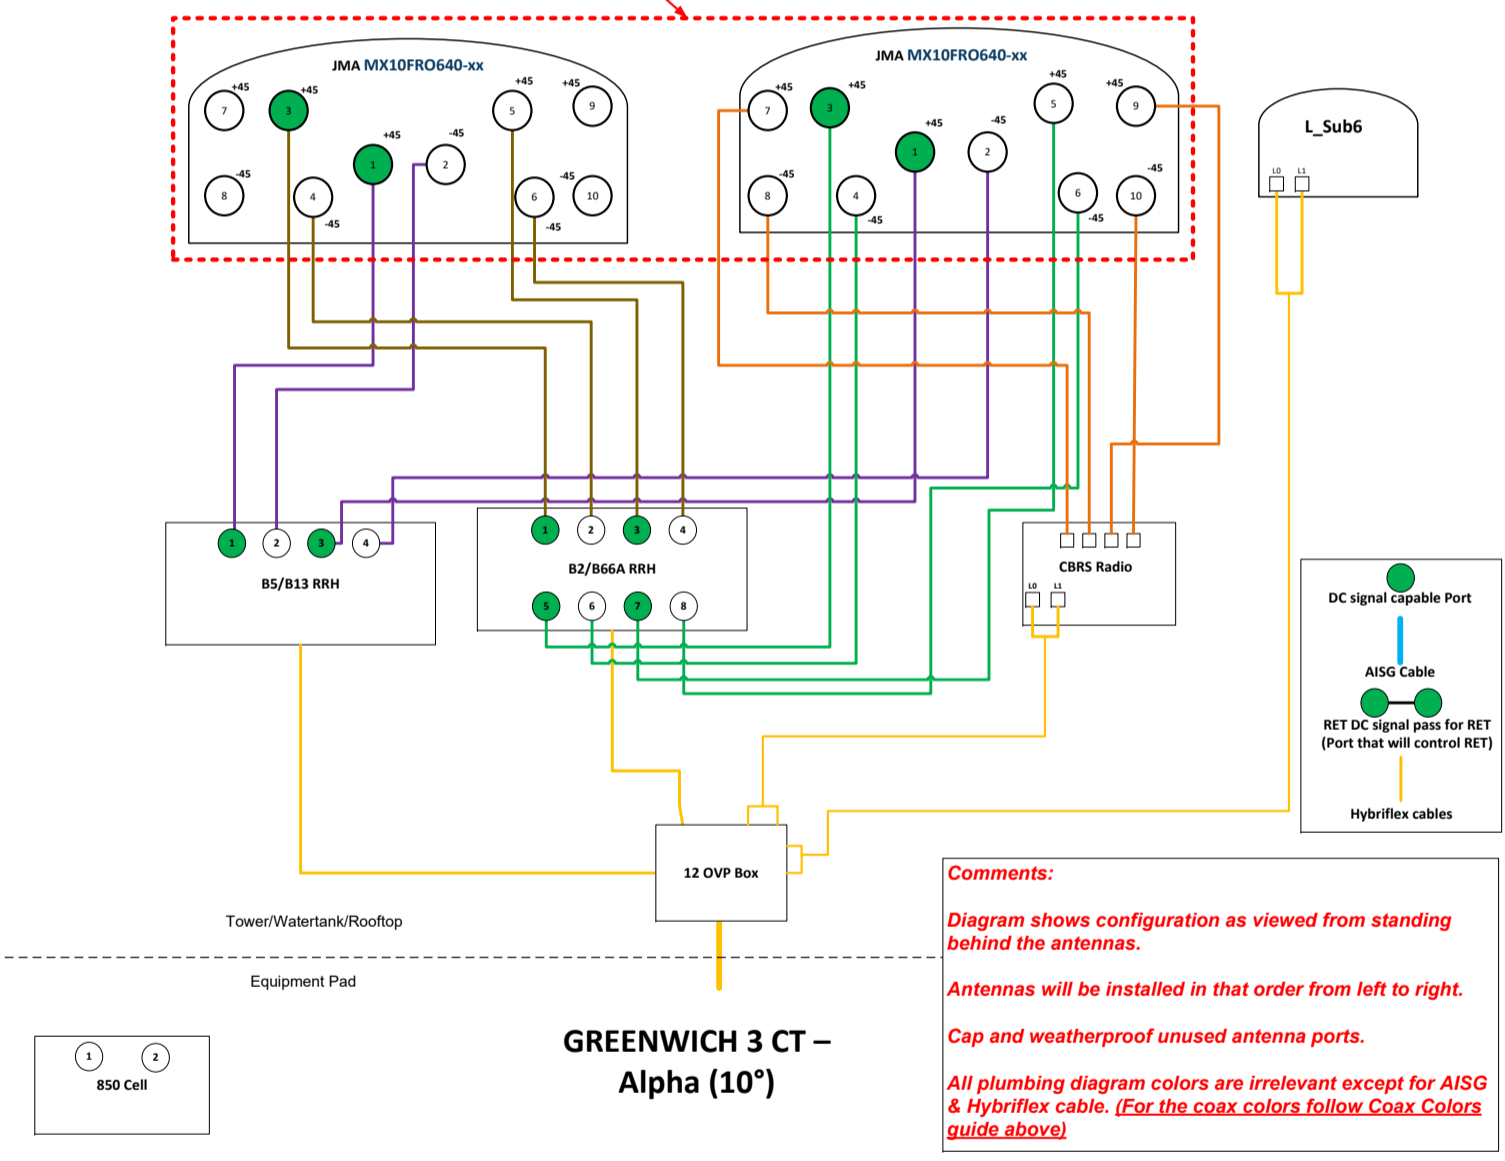 JMA MX10FRO640-xx
7 +45
3 +45
1 +45
2 -45
5 +45
9 +45
8 -45
4 -45
6 -45
10 -45
JMA MX10FRO640-xx
7 +45
3 +45
1 +45
2 -45
5 +45
9 +45
8 -45
4 -45
6 -45
10 -45
L_Sub6
L0 L1
1 2 3 4
B5/B13 RRH
1 2 3 4
B2/B66A RRH
5 6 7 8
CBRS Radio
L0 L1
DC signal capable Port
AISG Cable
RET DC signal pass for RET
(Port that will control RET)
Hybriflex cables
12 OVP Box
Tower/Watertank/Rooftop
Equipment Pad
1 2
850 Cell
GREENWICH 3 CT –
Alpha (10°)
Comments:
Diagram shows configuration as viewed from standing
behind the antennas.
Antennas will be installed in that order from left to right.
Cap and weatherproof unused antenna ports.
All plumbing diagram colors are irrelevant except for AISG
& Hybriflex cable. (For the coax colors follow Coax Colors
guide above)